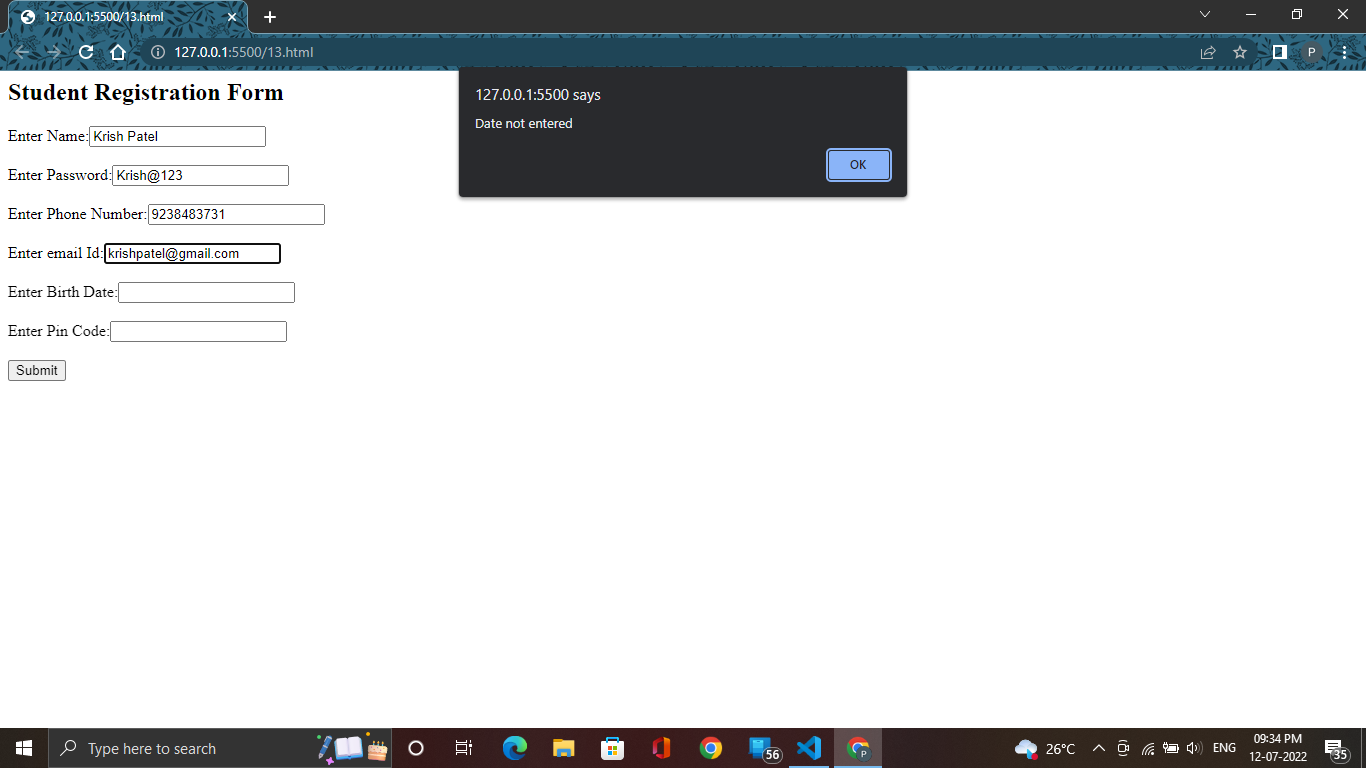 127.0.0.1:5500/13.html
127.0.0.1:5500/13.html
P
Student Registration Form
127.0.0.1:5500 says
Date not entered
OK
Enter Name:Krish Patel
Enter Password:Krish@123
Enter Phone Number:9238483731
Enter email Id:krishpatel@gmail.com
Enter Birth Date:
Enter Pin Code:
Submit
Type here to search
56
P
26°C
ENG
09:34 PM
12-07-2022
35